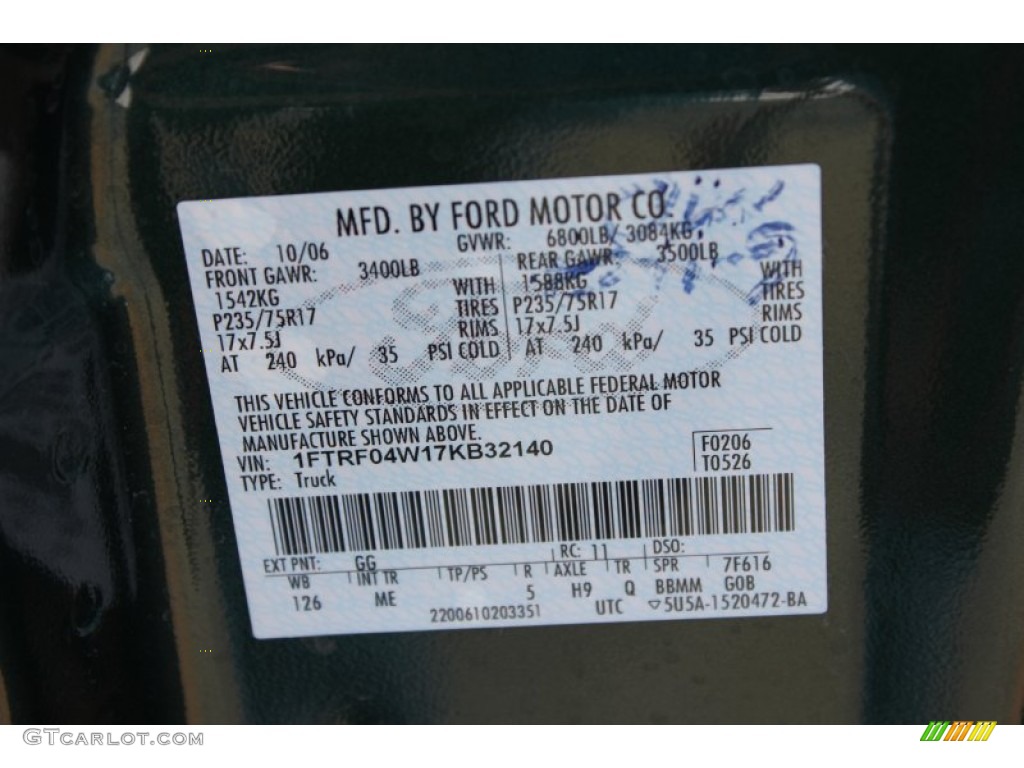 MFD. BY FORD MOTOR CO.
DATE: 10/06 GVWR: 6800LB/ 3084KG
FRONT GAWR: 3400LB REAR GAWR: 3500LB
1542KG WITH 1588KG WITH
P235/75R17 TIRES P235/75R17 TIRES
17x7.5J RIMS 17x7.5J RIMS
AT 240 kPa/ 35 PSI COLD AT 240 kPa/ 35 PSI COLD
THIS VEHICLE CONFORMS TO ALL APPLICABLE FEDERAL MOTOR
VEHICLE SAFETY STANDARDS IN EFFECT ON THE DATE OF
MANUFACTURE SHOWN ABOVE.
VIN: 1FTRF04W17KB32140 F0206
TYPE: Truck T0526
EXT PNT: GG RC: 11 DSO:
WB INT TR TP/PS R AXLE TR SPR 7F616
126 ME 5 H9 Q BBMM GOB
2200610203351 UTC ▽5U5A-1520472-BA
GTCARLOT.COM